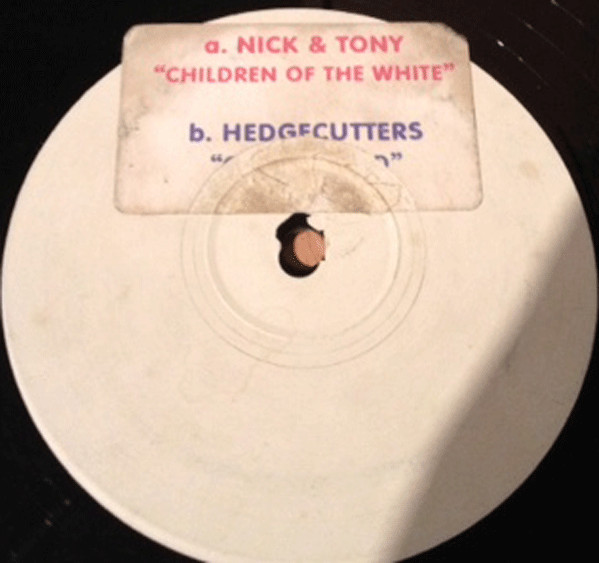 a. NICK & TONY
"CHILDREN OF THE WHITE"
b. HEDGECUTTERS